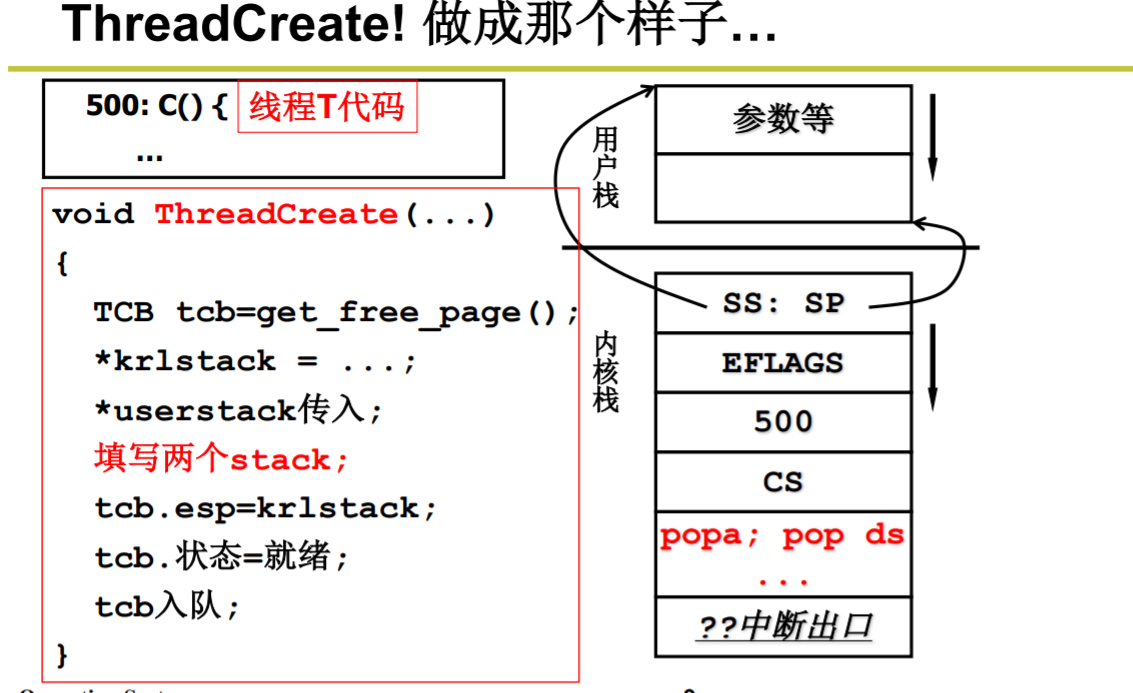 ThreadCreate! 做成那个样子...
500: C() { 线程T代码
...
void ThreadCreate(...)
{
TCB tcb=get_free_page();
*krlstack = ...;
*userstack传入;
填写两个stack;
tcb.esp=krlstack;
tcb.状态=就绪;
tcb入队;
}
用户栈
参数等
内核栈
SS: SP
EFLAGS
500
CS
popa; pop ds
...
??中断出口